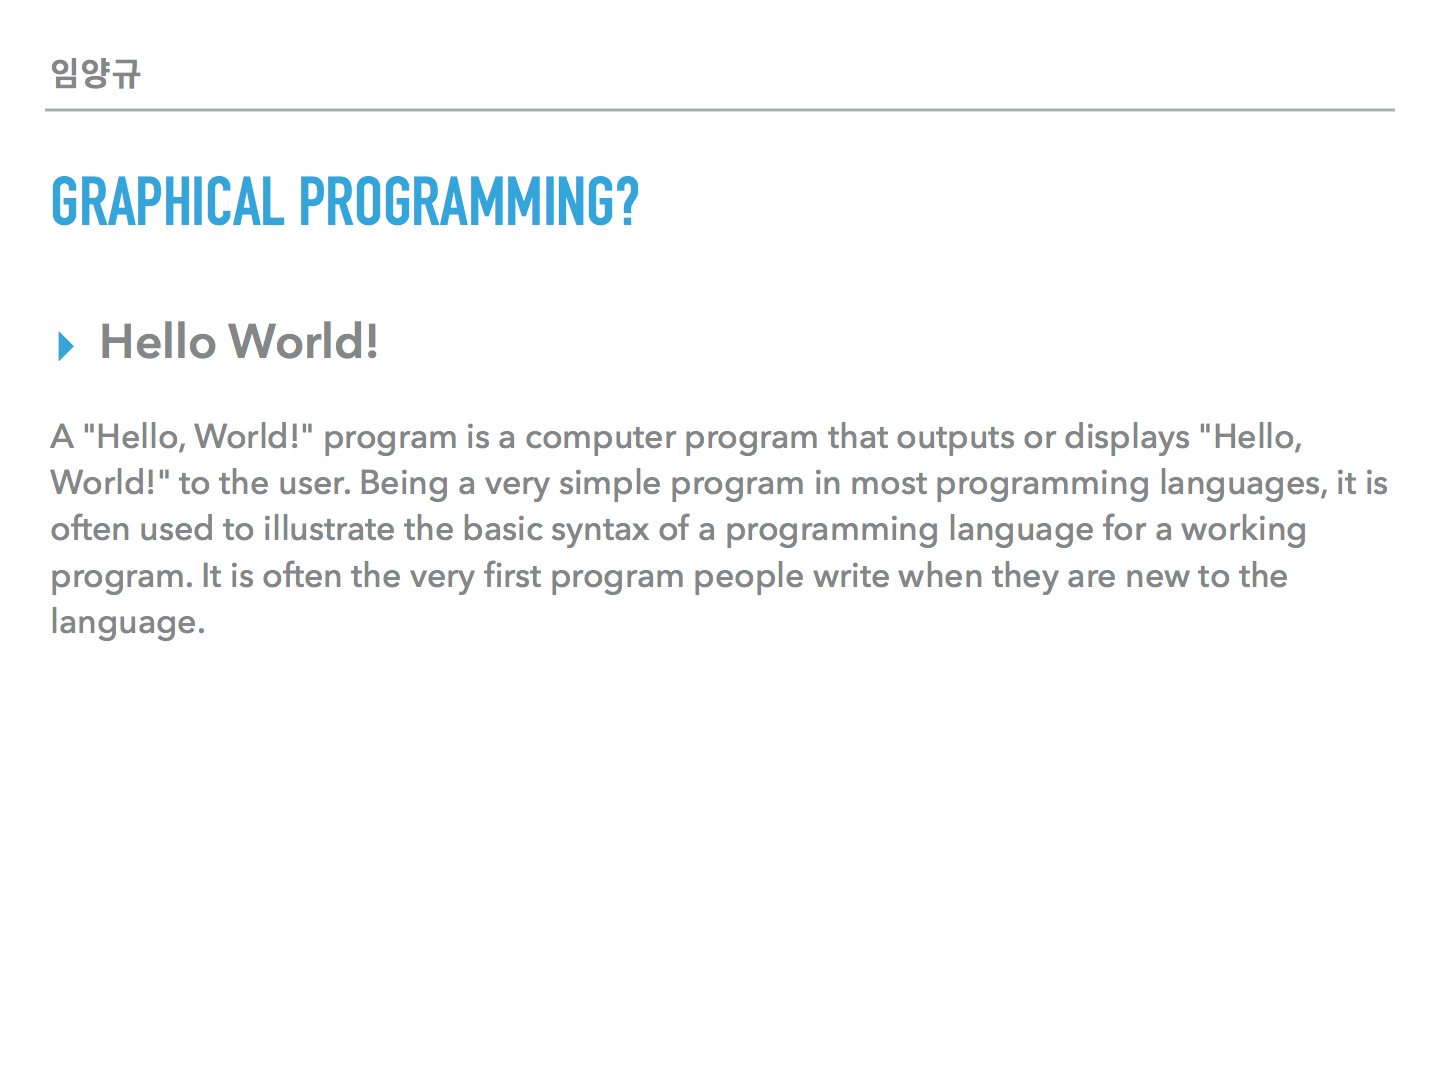 임양규
GRAPHICAL PROGRAMMING?
Hello World!
A "Hello, World!" program is a computer program that outputs or displays "Hello,
World!" to the user. Being a very simple program in most programming languages, it is
often used to illustrate the basic syntax of a programming language for a working
program. It is often the very first program people write when they are new to the
language.